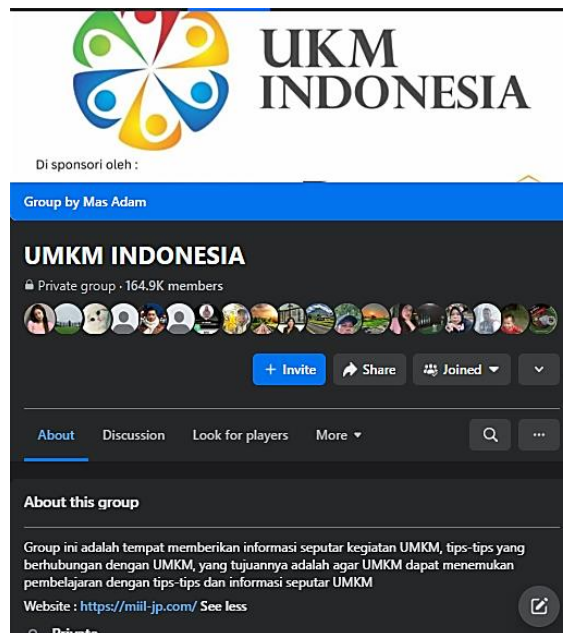 UKM
INDONESIA
Di sponsori oleh :
Group by Mas Adam
UMKM INDONESIA
Private group · 164.9K members
+ Invite
Share
Joined
About
Discussion
Look for players
More
About this group
Group ini adalah tempat memberikan informasi seputar kegiatan UMKM, tips-tips yang
berhubungan dengan UMKM, yang tujuannya adalah agar UMKM dapat menemukan
pembelajaran dengan tips-tips dan informasi seputar UMKM
Website : https://miil-jp.com/ See less
Private